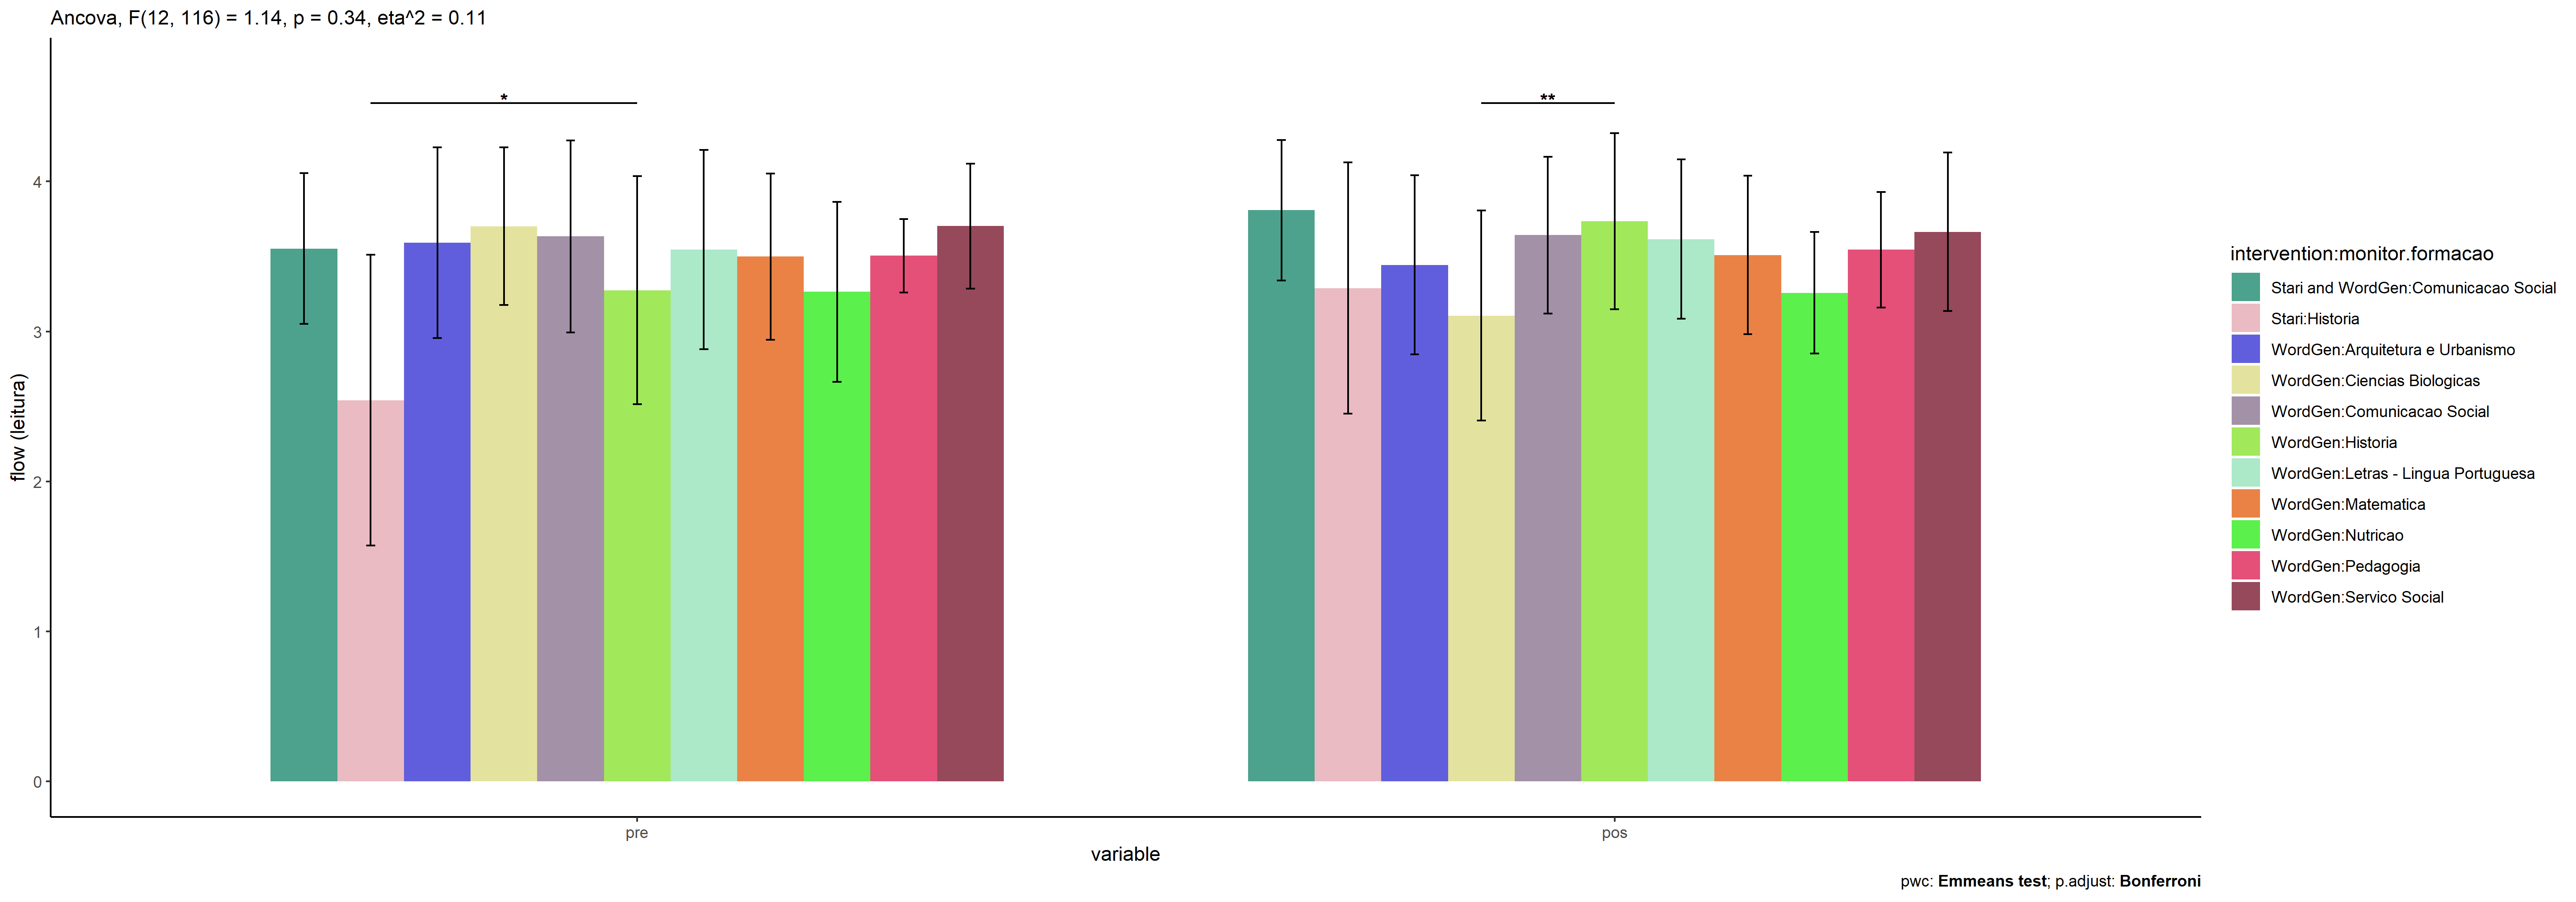 Ancova, F(12, 116) = 1.14, p = 0.34, eta^2 = 0.11
*
**
4
3
2
1
0
flow (leitura)
pre
pos
variable
intervention:monitor.formacao
Stari and WordGen:Comunicacao Social
Stari:Historia
WordGen:Arquitetura e Urbanismo
WordGen:Ciencias Biologicas
WordGen:Comunicacao Social
WordGen:Historia
WordGen:Letras - Lingua Portuguesa
WordGen:Matematica
WordGen:Nutricao
WordGen:Pedagogia
WordGen:Servico Social
pwc: Emmeans test; p.adjust: Bonferroni